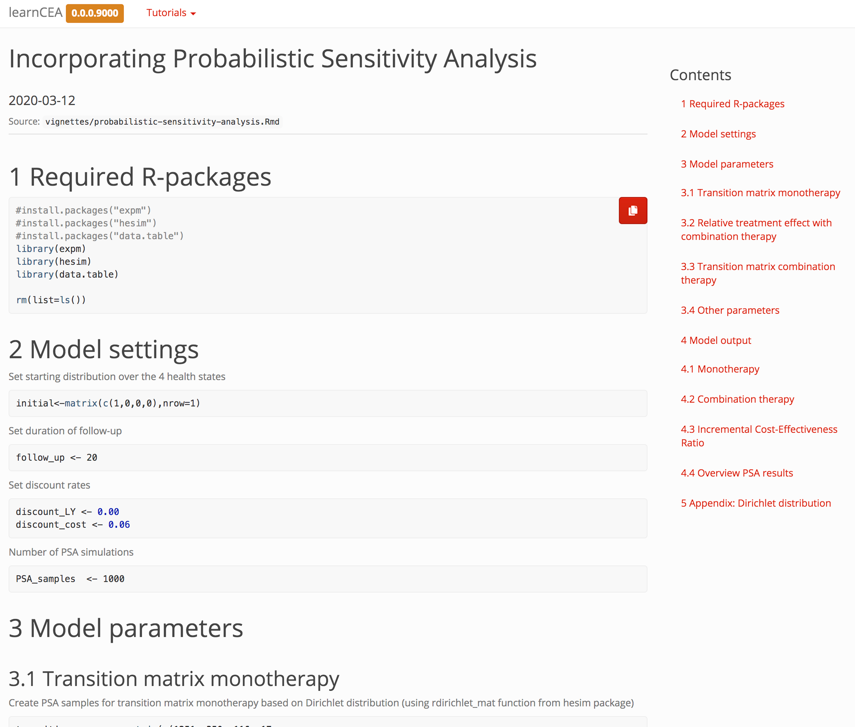 learnCEA 0.0.0.9000 Tutorials
Incorporating Probabilistic Sensitivity Analysis
2020-03-12
Source: vignettes/probabilistic-sensitivity-analysis.Rmd
1 Required R-packages
#install.packages("expm")
#install.packages("hesim")
#install.packages("data.table")
library(expm)
library(hesim)
library(data.table)
rm(list=ls())
2 Model settings
Set starting distribution over the 4 health states
initial<-matrix(c(1,0,0,0),nrow=1)
Set duration of follow-up
follow_up <- 20
Set discount rates
discount_LY <- 0.00
discount_cost <- 0.06
Number of PSA simulations
PSA_samples  <- 1000
3 Model parameters
3.1 Transition matrix monotherapy
Create PSA samples for transition matrix monotherapy based on Dirichlet distribution (using rdirichlet_mat function from hesim package)
Contents
1 Required R-packages
2 Model settings
3 Model parameters
3.1 Transition matrix monotherapy
3.2 Relative treatment effect with
combination therapy
3.3 Transition matrix combination
therapy
3.4 Other parameters
4 Model output
4.1 Monotherapy
4.2 Combination therapy
4.3 Incremental Cost-Effectiveness
Ratio
4.4 Overview PSA results
5 Appendix: Dirichlet distribution